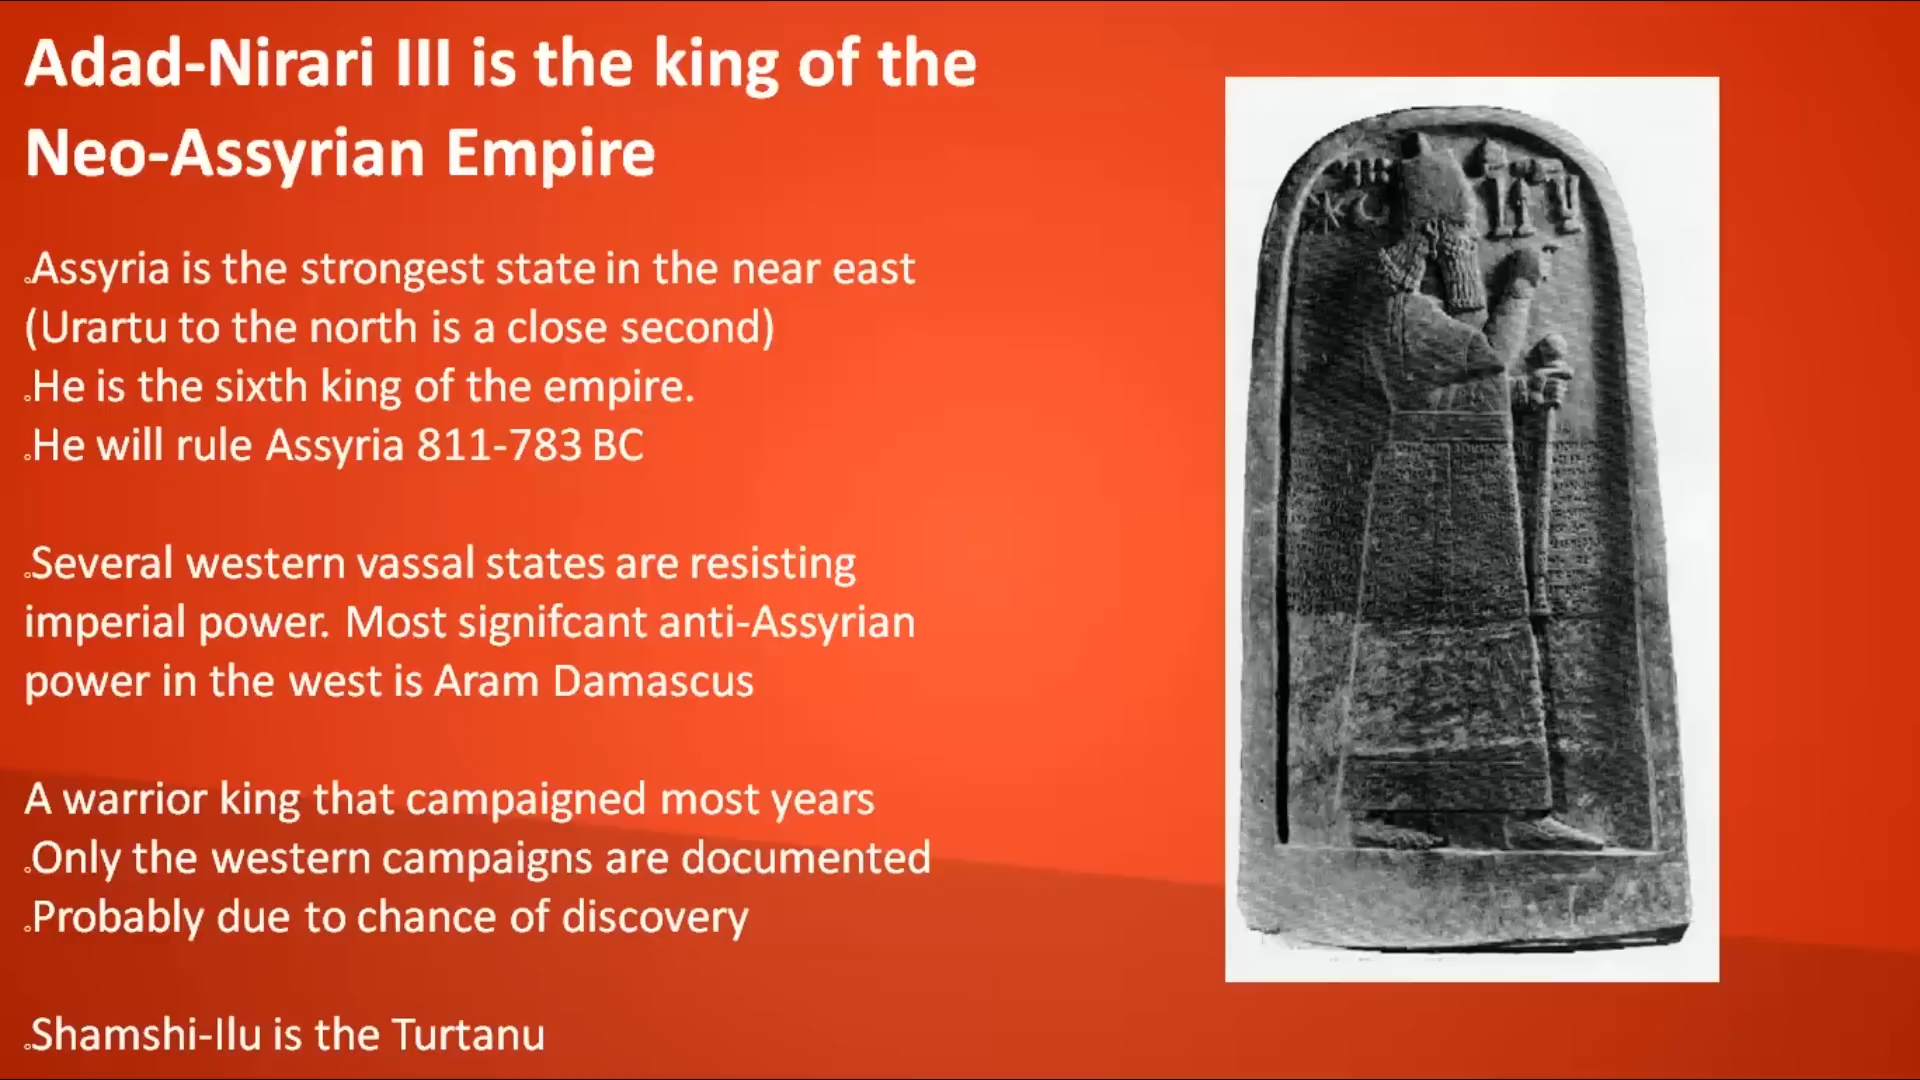 Adad-Nirari III is the king of the
Neo-Assyrian Empire
.Assyria is the strongest state in the near east
(Urartu to the north is a close second)
.He is the sixth king of the empire.
.He will rule Assyria 811-783 BC
.Several western vassal states are resisting
imperial power. Most signifcant anti-Assyrian
power in the west is Aram Damascus
A warrior king that campaigned most years
.Only the western campaigns are documented
.Probably due to chance of discovery
.Shamshi-Ilu is the Turtanu